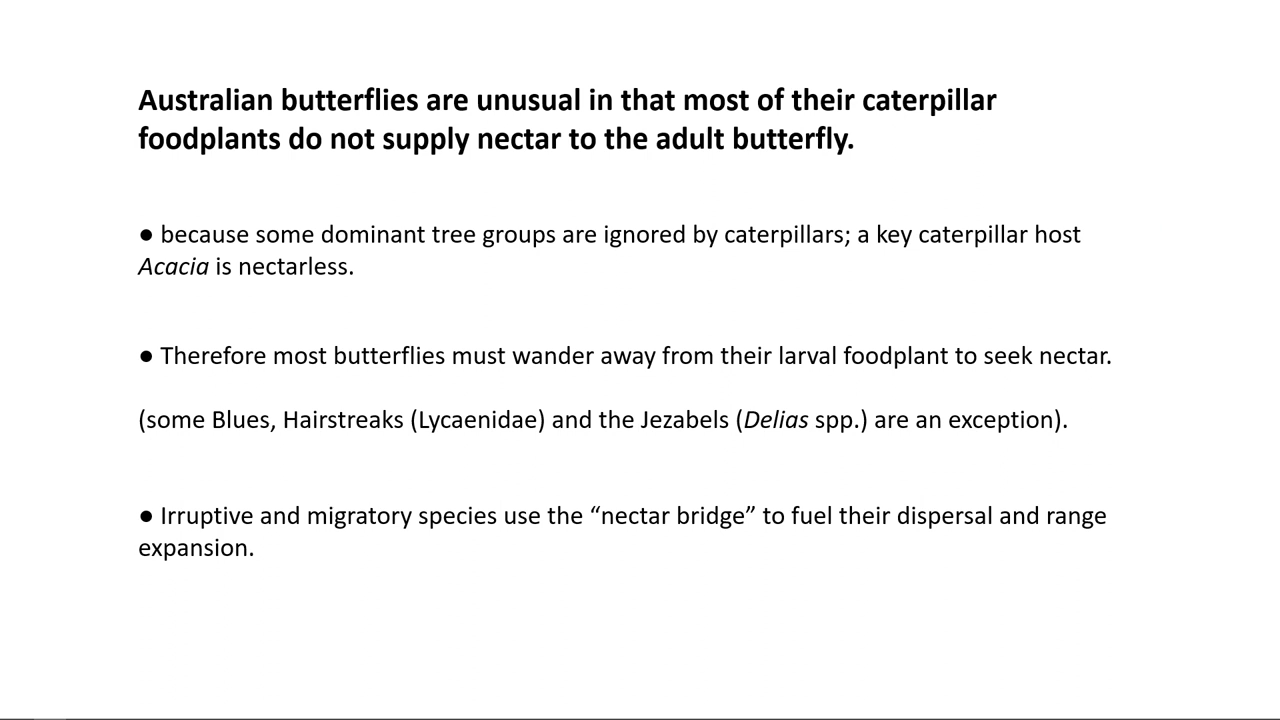 Australian butterflies are unusual in that most of their caterpillar
foodplants do not supply nectar to the adult butterfly.
● because some dominant tree groups are ignored by caterpillars; a key caterpillar host
Acacia is nectarless.
● Therefore most butterflies must wander away from their larval foodplant to seek nectar.
(some Blues, Hairstreaks (Lycaenidae) and the Jezabels (Delias spp.) are an exception).
● Irruptive and migratory species use the “nectar bridge” to fuel their dispersal and range
expansion.